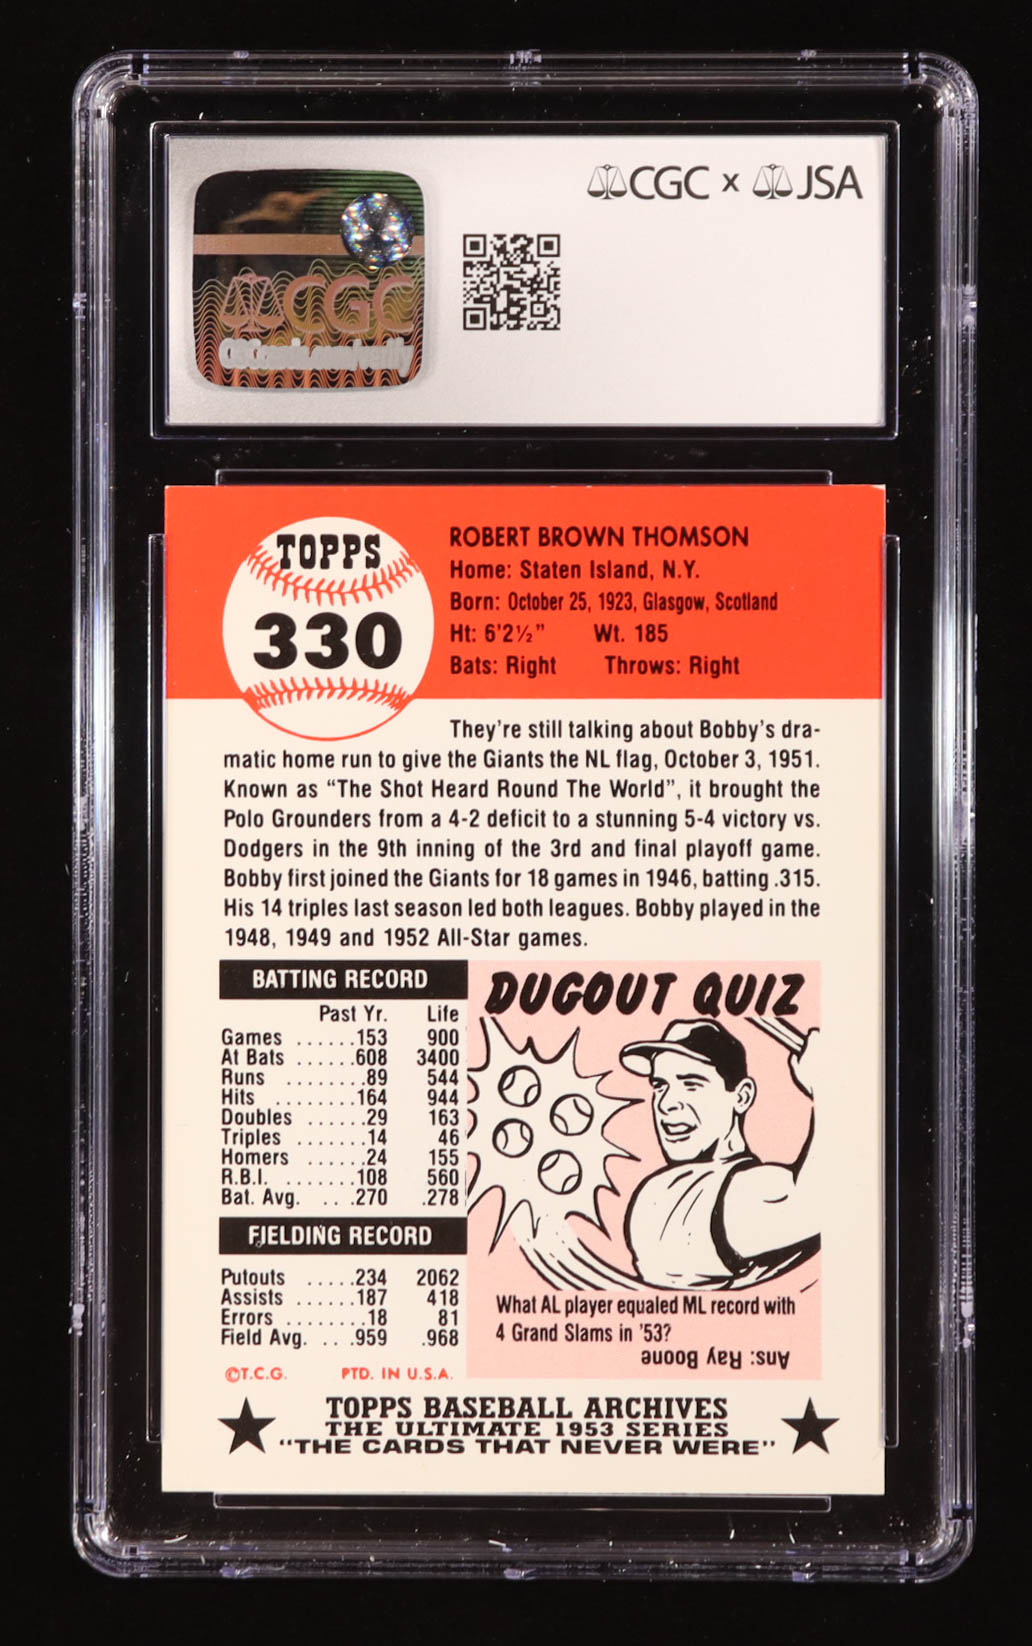 CGC x JSA
CGC
TOPPS
330
ROBERT BROWN THOMSON
Home: Staten Island, N.Y.
Born: October 25, 1923, Glasgow, Scotland
Ht: 6'2½" Wt. 185
Bats: Right Throws: Right
They're still talking about Bobby's dra-
matic home run to give the Giants the NL flag, October 3, 1951.
Known as "The Shot Heard Round The World", it brought the
Polo Grounders from a 4-2 deficit to a stunning 5-4 victory vs.
Dodgers in the 9th inning of the 3rd and final playoff game.
Bobby first joined the Giants for 18 games in 1946, batting .315.
His 14 triples last season led both leagues. Bobby played in the
1948, 1949 and 1952 All-Star games.
BATTING RECORD
Past Yr. Life
Games ......153 900
At Bats ......608 3400
Runs ........89 544
Hits ........164 944
Doubles ......29 163
Triples ......14 46
Homers ......24 155
R.B.I. .......108 560
Bat. Avg. ....270 .278
FIELDING RECORD
Putouts .....234 2062
Assists ......187 418
Errors ........18 81
Field Avg. ....959 .968
©T.C.G. PTD. IN U.S.A.
DUGOUT QUIZ
What AL player equaled ML record with
4 Grand Slams in '53?
Ans: Ray Boone
TOPPS BASEBALL ARCHIVES
THE ULTIMATE 1953 SERIES
"THE CARDS THAT NEVER WERE"